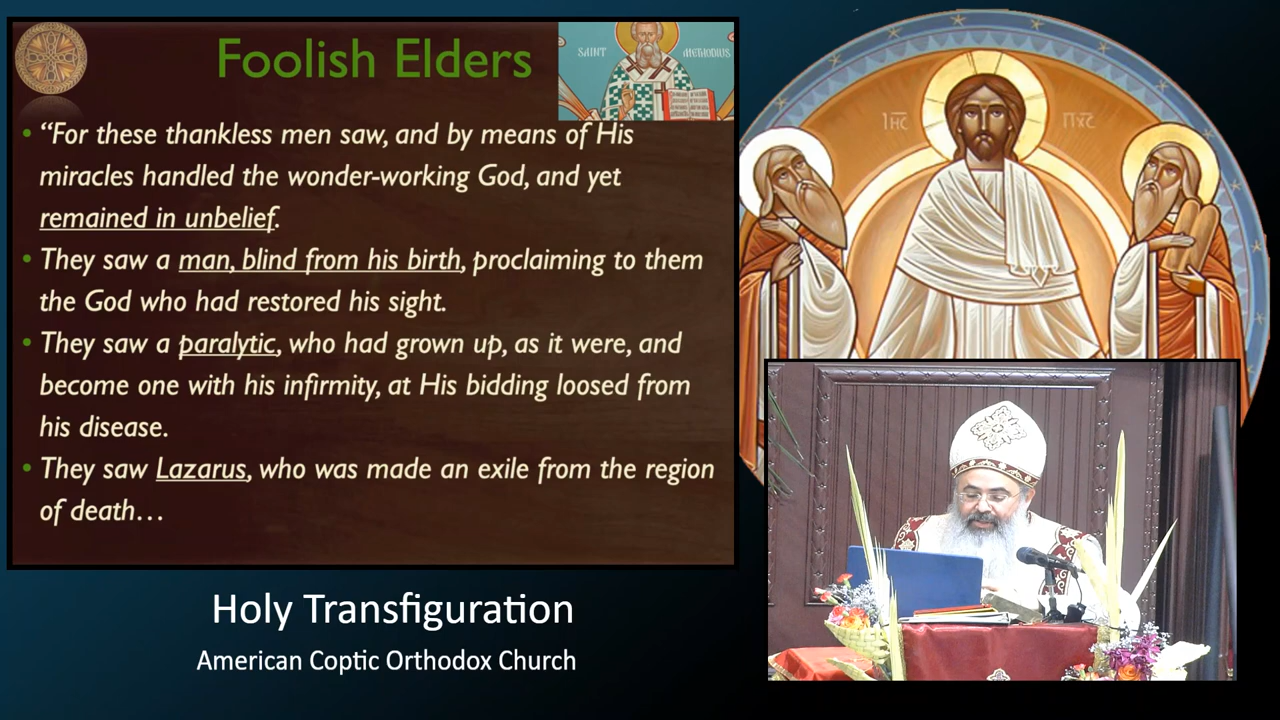 Foolish Elders
SAINT METHODIUS
• “For these thankless men saw, and by means of His
miracles handled the wonder-working God, and yet
remained in unbelief.
• They saw a man, blind from his birth, proclaiming to them
the God who had restored his sight.
• They saw a paralytic, who had grown up, as it were, and
become one with his infirmity, at His bidding loosed from
his disease.
• They saw Lazarus, who was made an exile from the region
of death…
Holy Transfiguration
American Coptic Orthodox Church